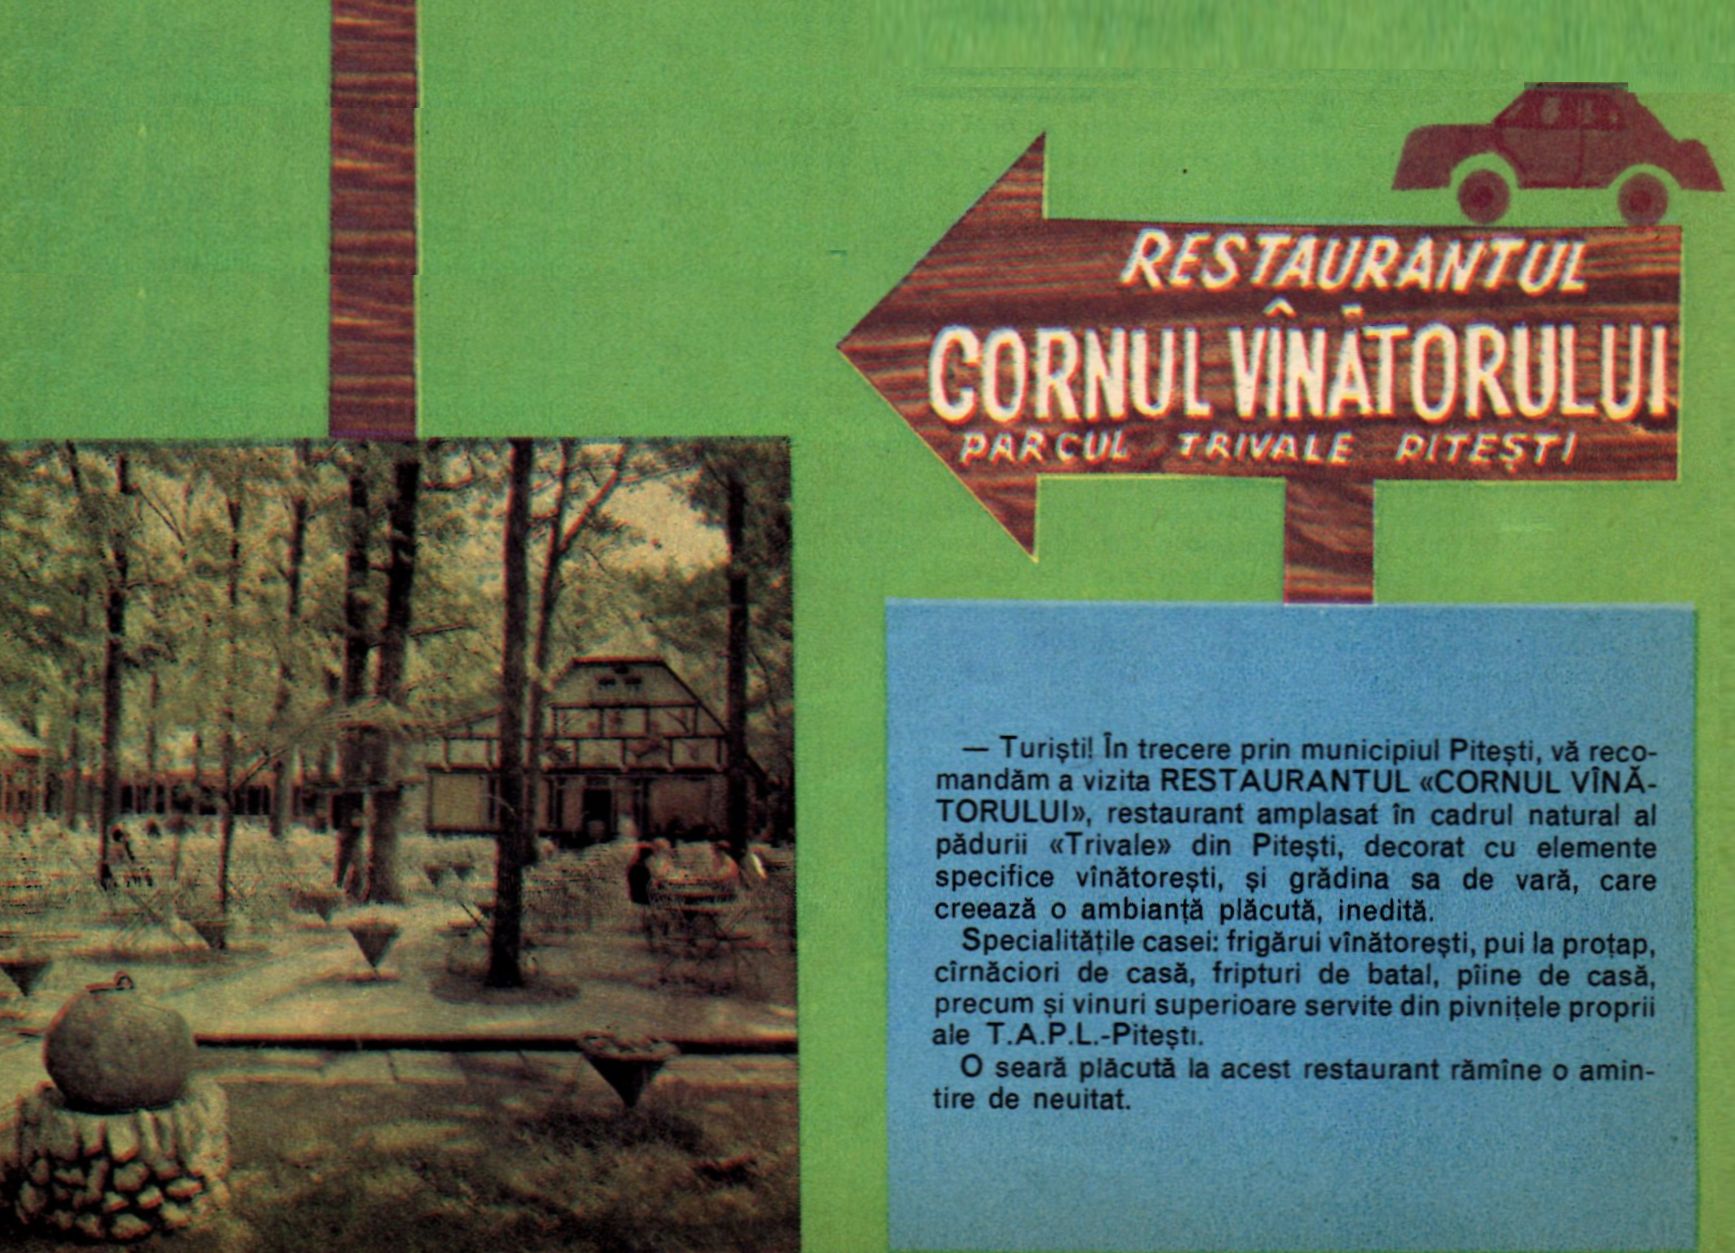 RESTAURANTUL
CORNUL VÎNĂTORULUI
PARCUL TRIVALE PITEȘTI
— Turiști! În trecere prin municipiul Pitești, vă reco-
mandăm a vizita RESTAURANTUL «CORNUL VÎNĂ-
TORULUI», restaurant amplasat în cadrul natural al
pădurii «Trivale» din Pitești, decorat cu elemente
specifice vînătorești, și grădina sa de vară, care
creează o ambianță plăcută, inedită.
Specialitățile casei: frigărui vînătorești, pui la proțap,
cîrnăciori de casă, fripturi de batal, pîine de casă,
precum și vinuri superioare servite din pivnițele proprii
ale T.A.P.L.-Pitești.
O seară plăcută la acest restaurant rămîne o amin-
tire de neuitat.